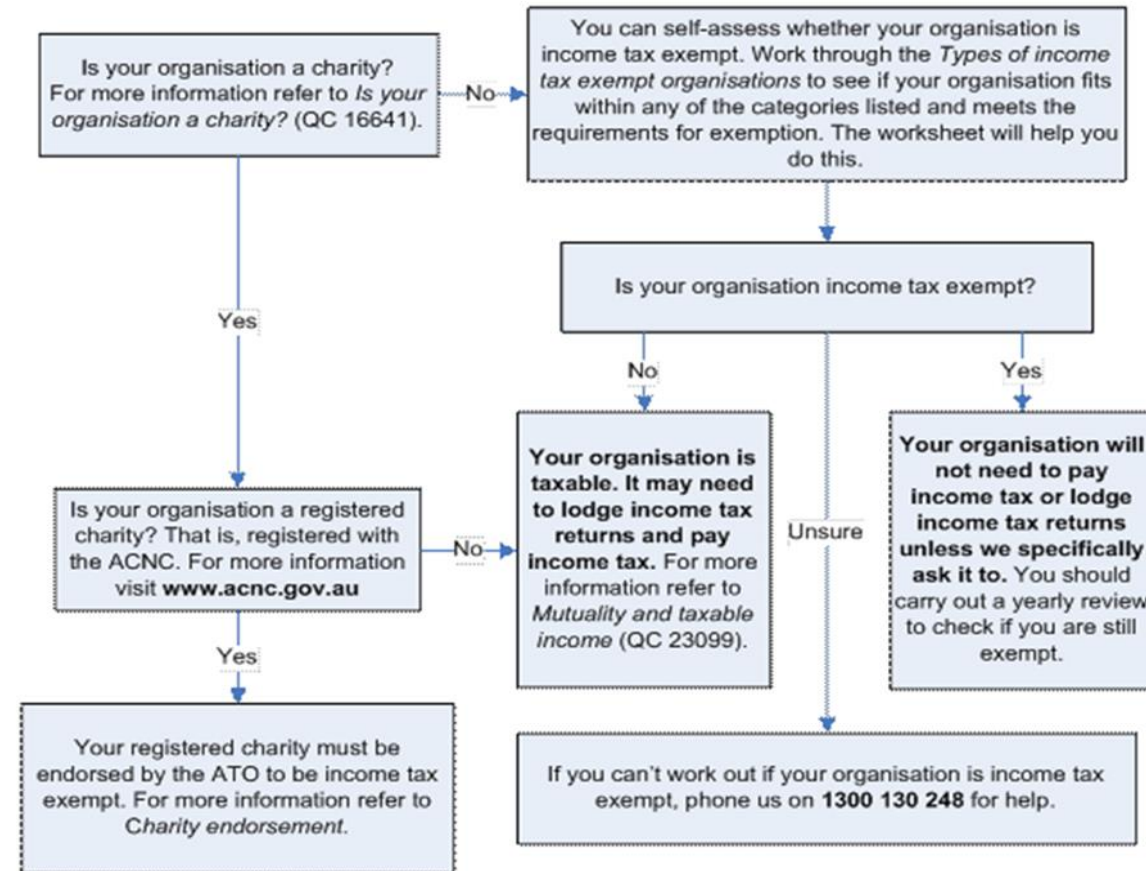 Is your organisation a charity?
For more information refer to Is your
organisation a charity? (QC 16641).
No
You can self-assess whether your organisation is
income tax exempt. Work through the Types of income
tax exempt organisations to see if your organisation fits
within any of the categories listed and meets the
requirements for exemption. The worksheet will help you
do this.
Is your organisation income tax exempt?
Yes
No
Yes
Unsure
Is your organisation a registered
charity? That is, registered with
the ACNC. For more information
visit www.acnc.gov.au
No
Your organisation is
taxable. It may need
to lodge income tax
returns and pay
income tax. For more
information refer to
Mutuality and taxable
income (QC 23099).
Your organisation will
not need to pay
income tax or lodge
income tax returns
unless we specifically
ask it to. You should
carry out a yearly review
to check if you are still
exempt.
Yes
Your registered charity must be
endorsed by the ATO to be income tax
exempt. For more information refer to
Charity endorsement.
If you can't work out if your organisation is income tax
exempt, phone us on 1300 130 248 for help.